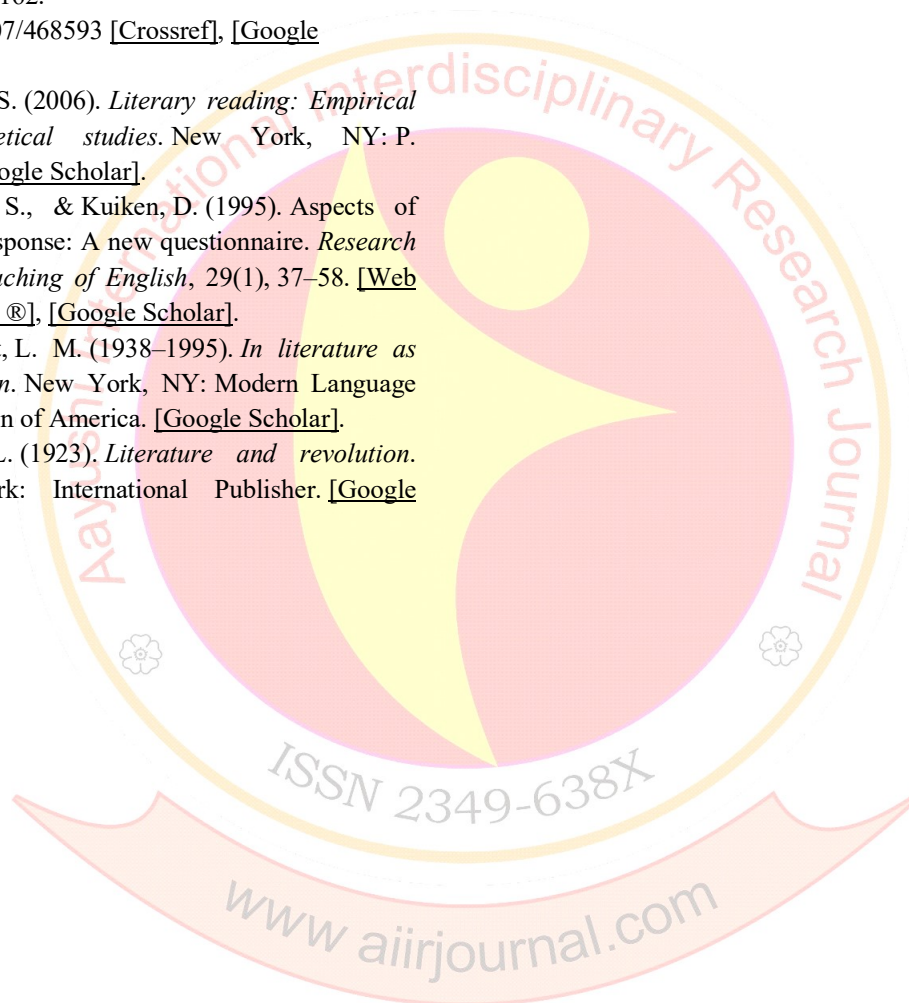 102.
07/468593 [Crossref], [Google
S. (2006). Literary reading: Empirical
etical studies. New York, NY: P.
ogle Scholar].
S., & Kuiken, D. (1995). Aspects of
sponse: A new questionnaire. Research
aching of English, 29(1), 37–58. [Web
®], [Google Scholar].
, L. M. (1938–1995). In literature as
n. New York, NY: Modern Language
n of America. [Google Scholar].
L. (1923). Literature and revolution.
rk: International Publisher. [Google
Aayushi International Interdisciplinary Research Journal
ISSN 2349-638X
www aiirjournal.com